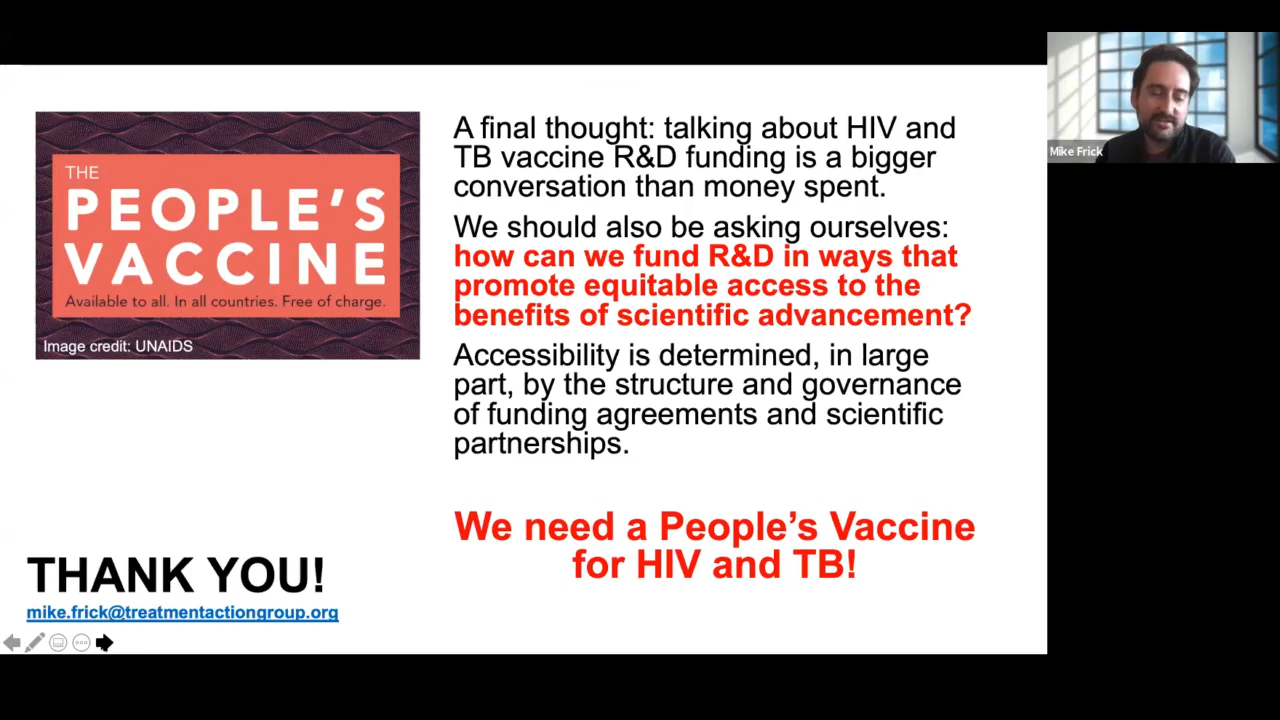 THE
PEOPLE'S
VACCINE
Available to all. In all countries. Free of charge.
Image credit: UNAIDS
A final thought: talking about HIV and
TB vaccine R&D funding is a bigger
conversation than money spent.
We should also be asking ourselves:
how can we fund R&D in ways that
promote equitable access to the
benefits of scientific advancement?
Accessibility is determined, in large
part, by the structure and governance
of funding agreements and scientific
partnerships.
We need a People's Vaccine
for HIV and TB!
THANK YOU!
mike.frick@treatmentactiongroup.org
Mike Frick